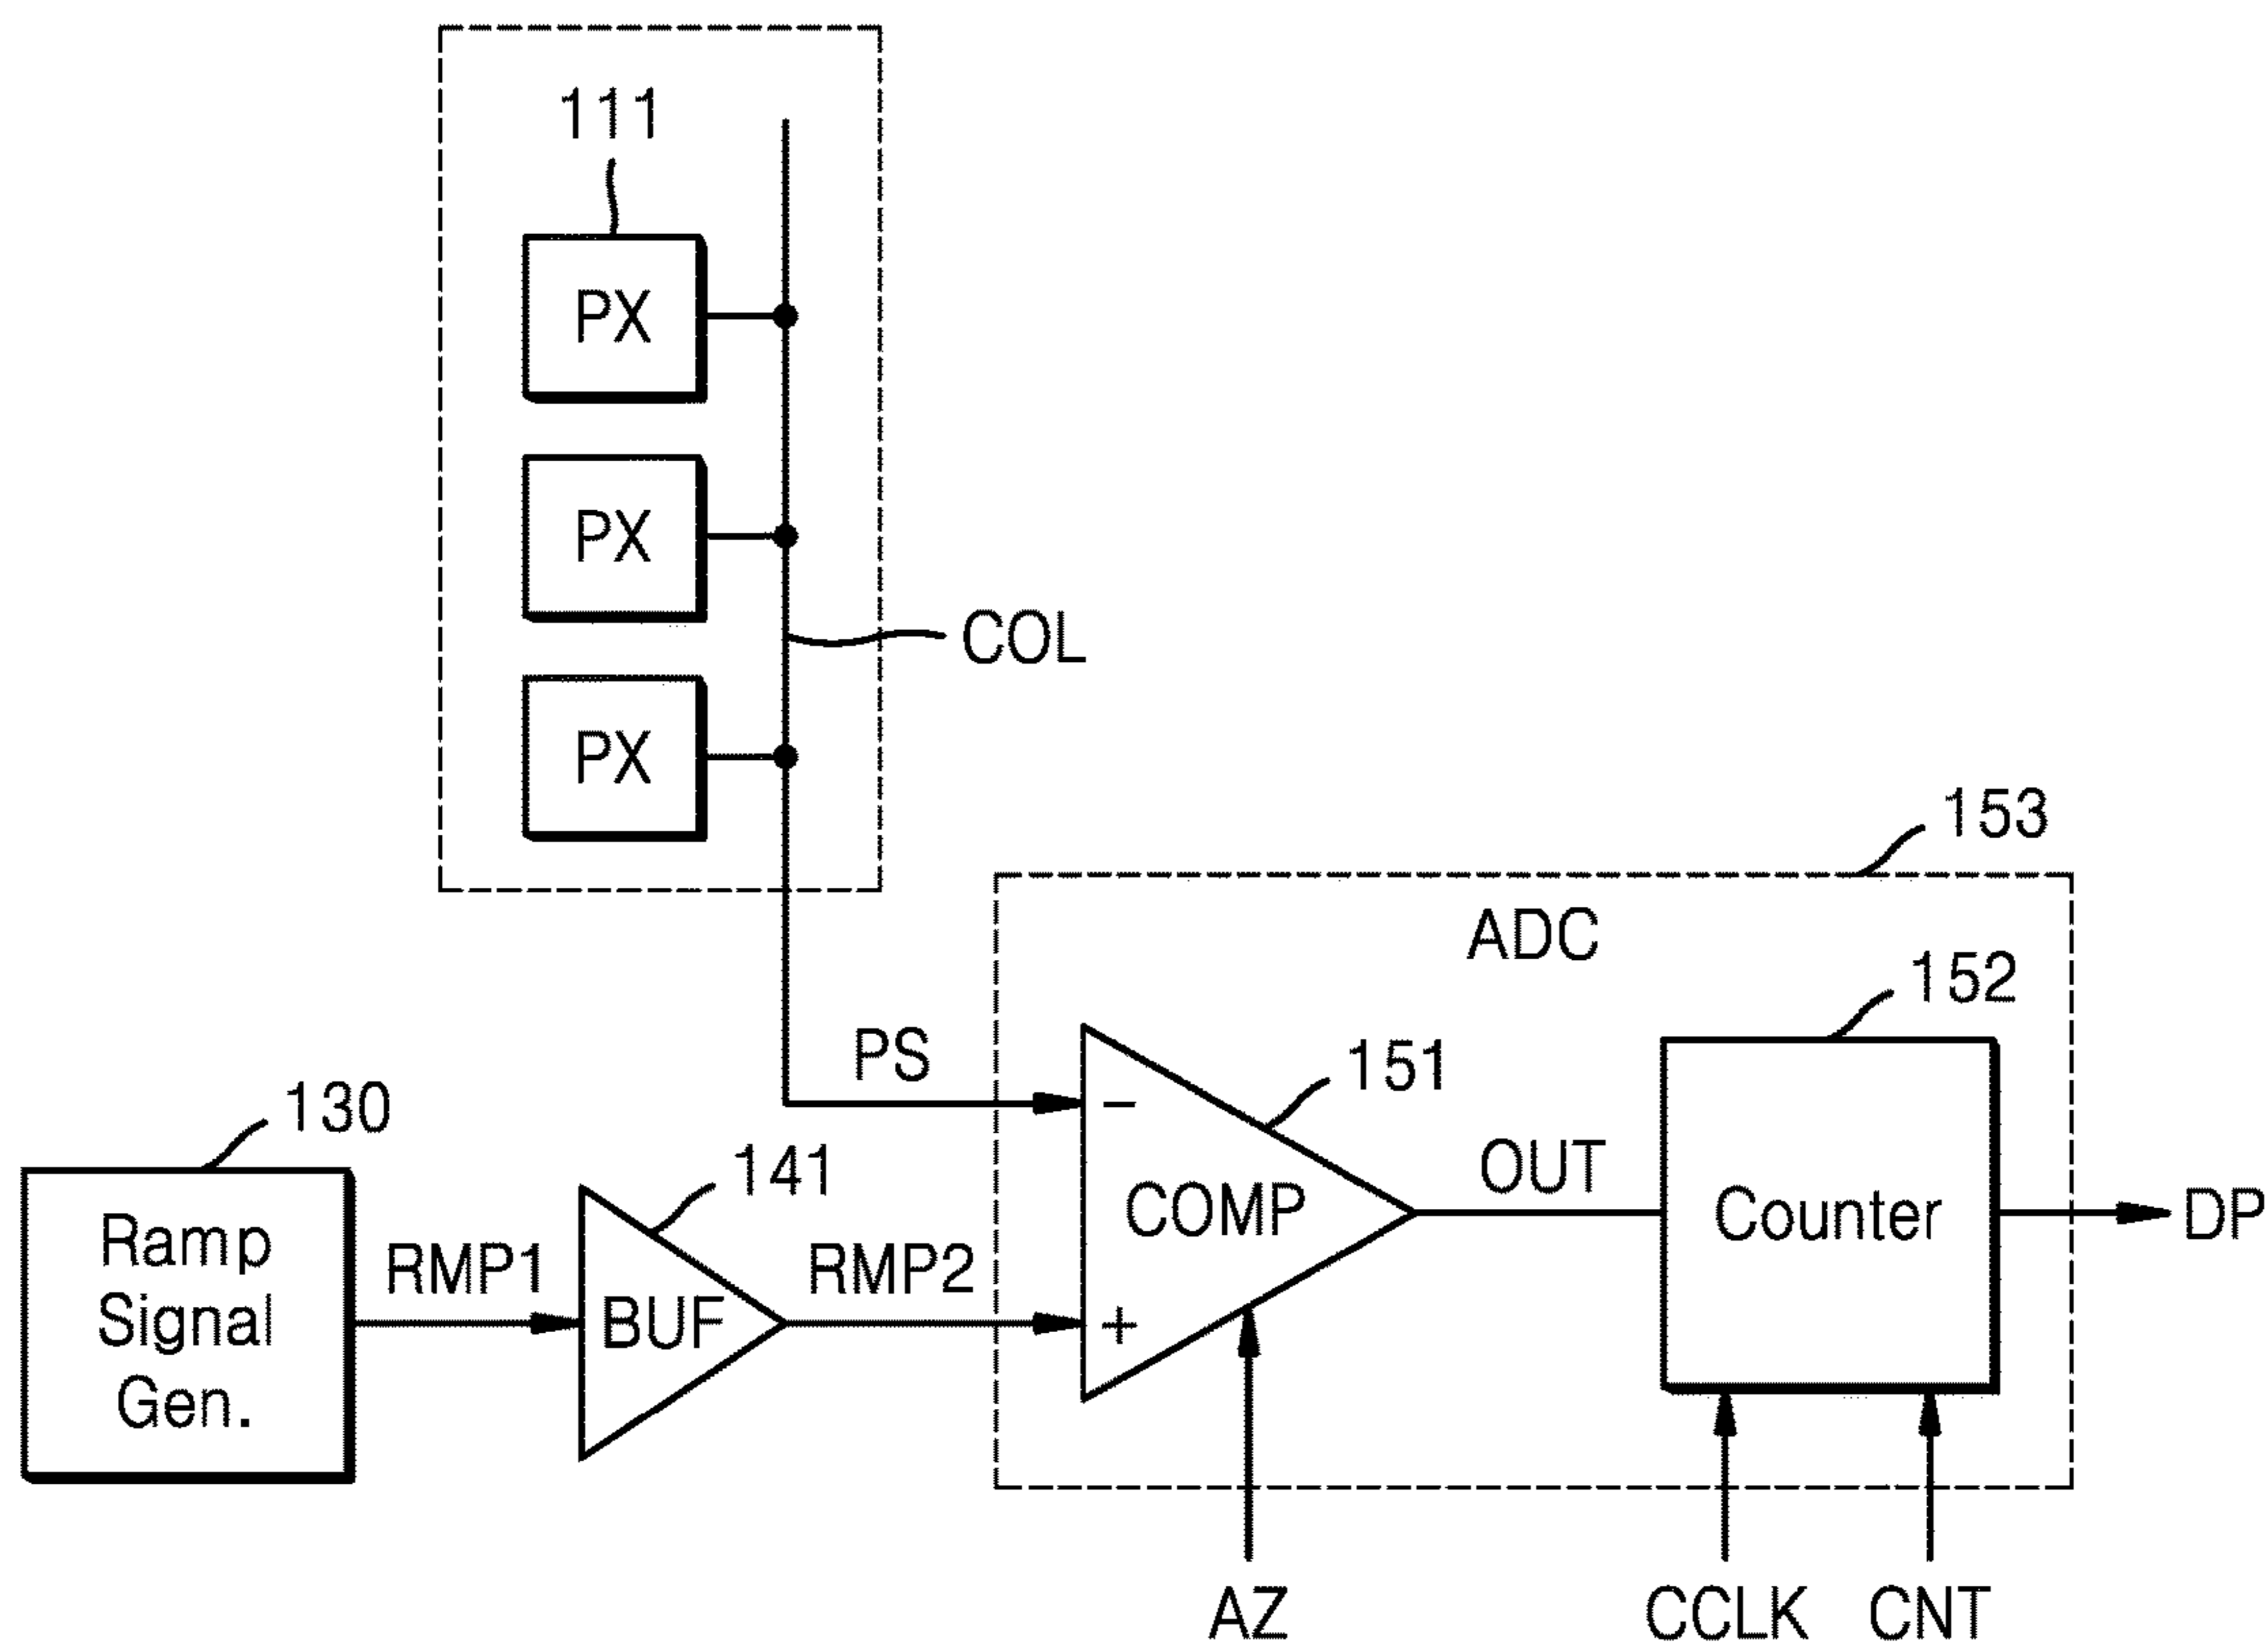 111
PX
PX
COL
PX
153
ADC
152
PS
151
130
141
OUT
COMP
Counter
DP
Ramp
Signal
Gen.
RMP1
BUF
RMP2
−
+
AZ
CCLK
CNT